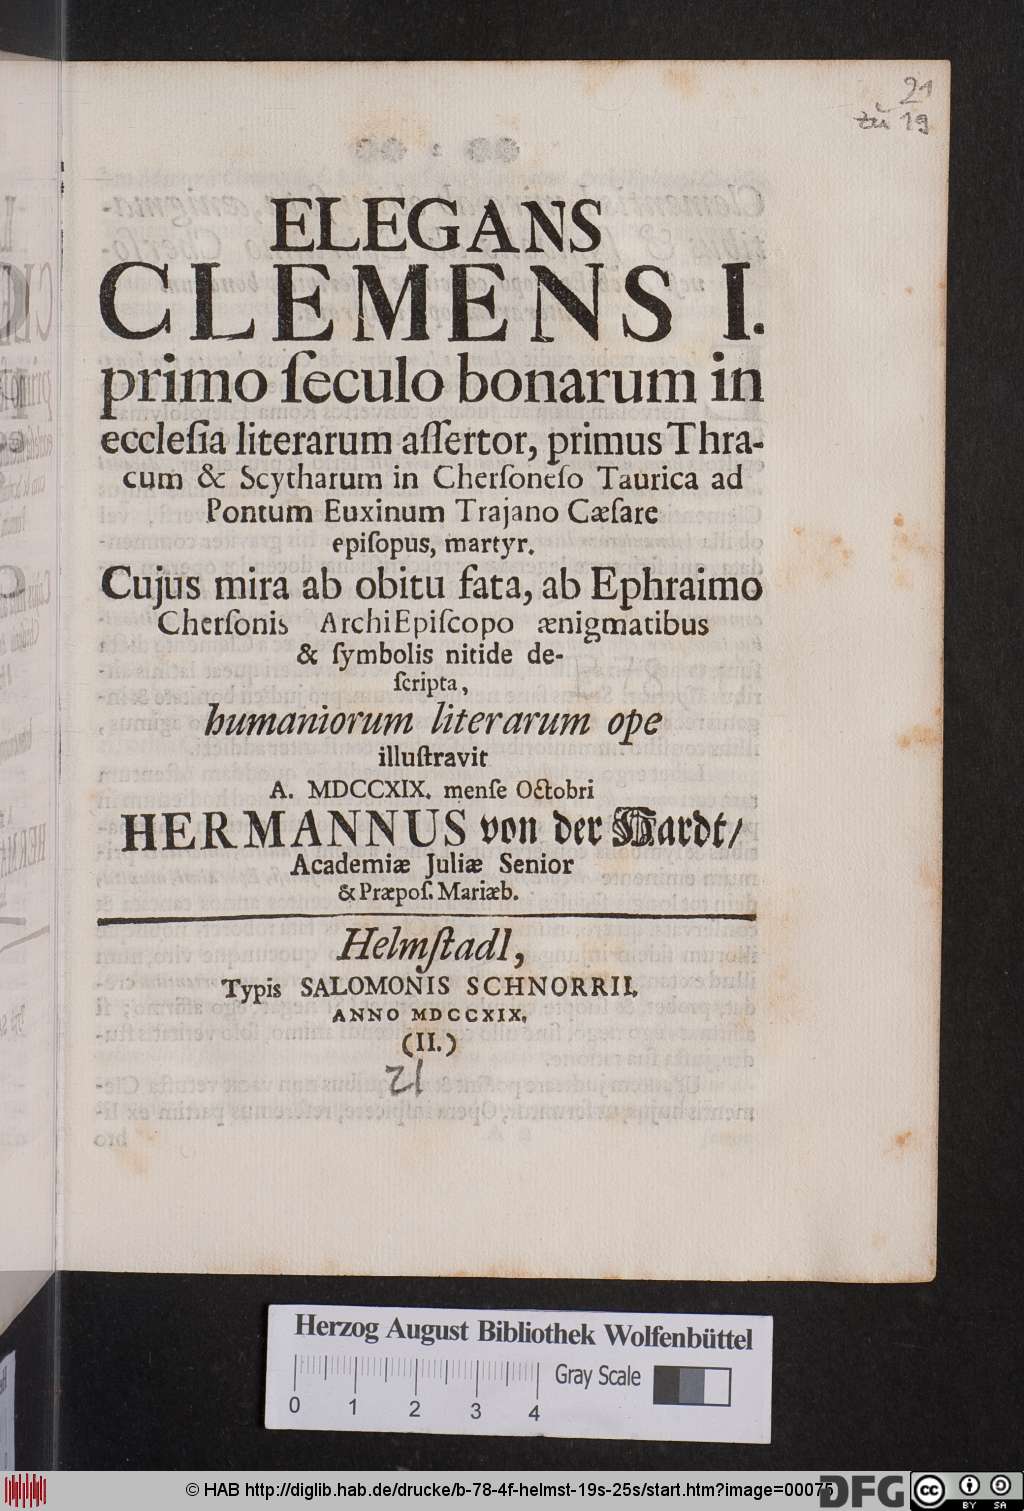 21
zu 19
ELEGANS
CLEMENS I.
primo ſeculo bonarum in
eccleſia literarum aſſertor, primus Thra-
cum & Scytharum in Cherſoneſo Taurica ad
Pontum Euxinum Trajano Cæſare
epiſopus, martyr.
Cujus mira ab obitu fata, ab Ephraimo
Cherſonis ArchiEpiſcopo ænigmatibus
& ſymbolis nitide de-
ſcripta,
humaniorum literarum ope
illuſtravit
A. MDCCXIX. menſe Octobri
HERMANNUS von der Hardt/
Academiæ Juliæ Senior
& Præpoſ. Mariæb.
Helmſtadl,
Typis SALOMONIS SCHNORRII,
ANNO MDCCXIX.
(II.)
21
Herzog August Bibliothek Wolfenbüttel
Gray Scale
0 1 2 3 4
© HAB http://diglib.hab.de/drucke/b-78-4f-helmst-19s-25s/start.htm?image=00075
DFG
cc BY SA